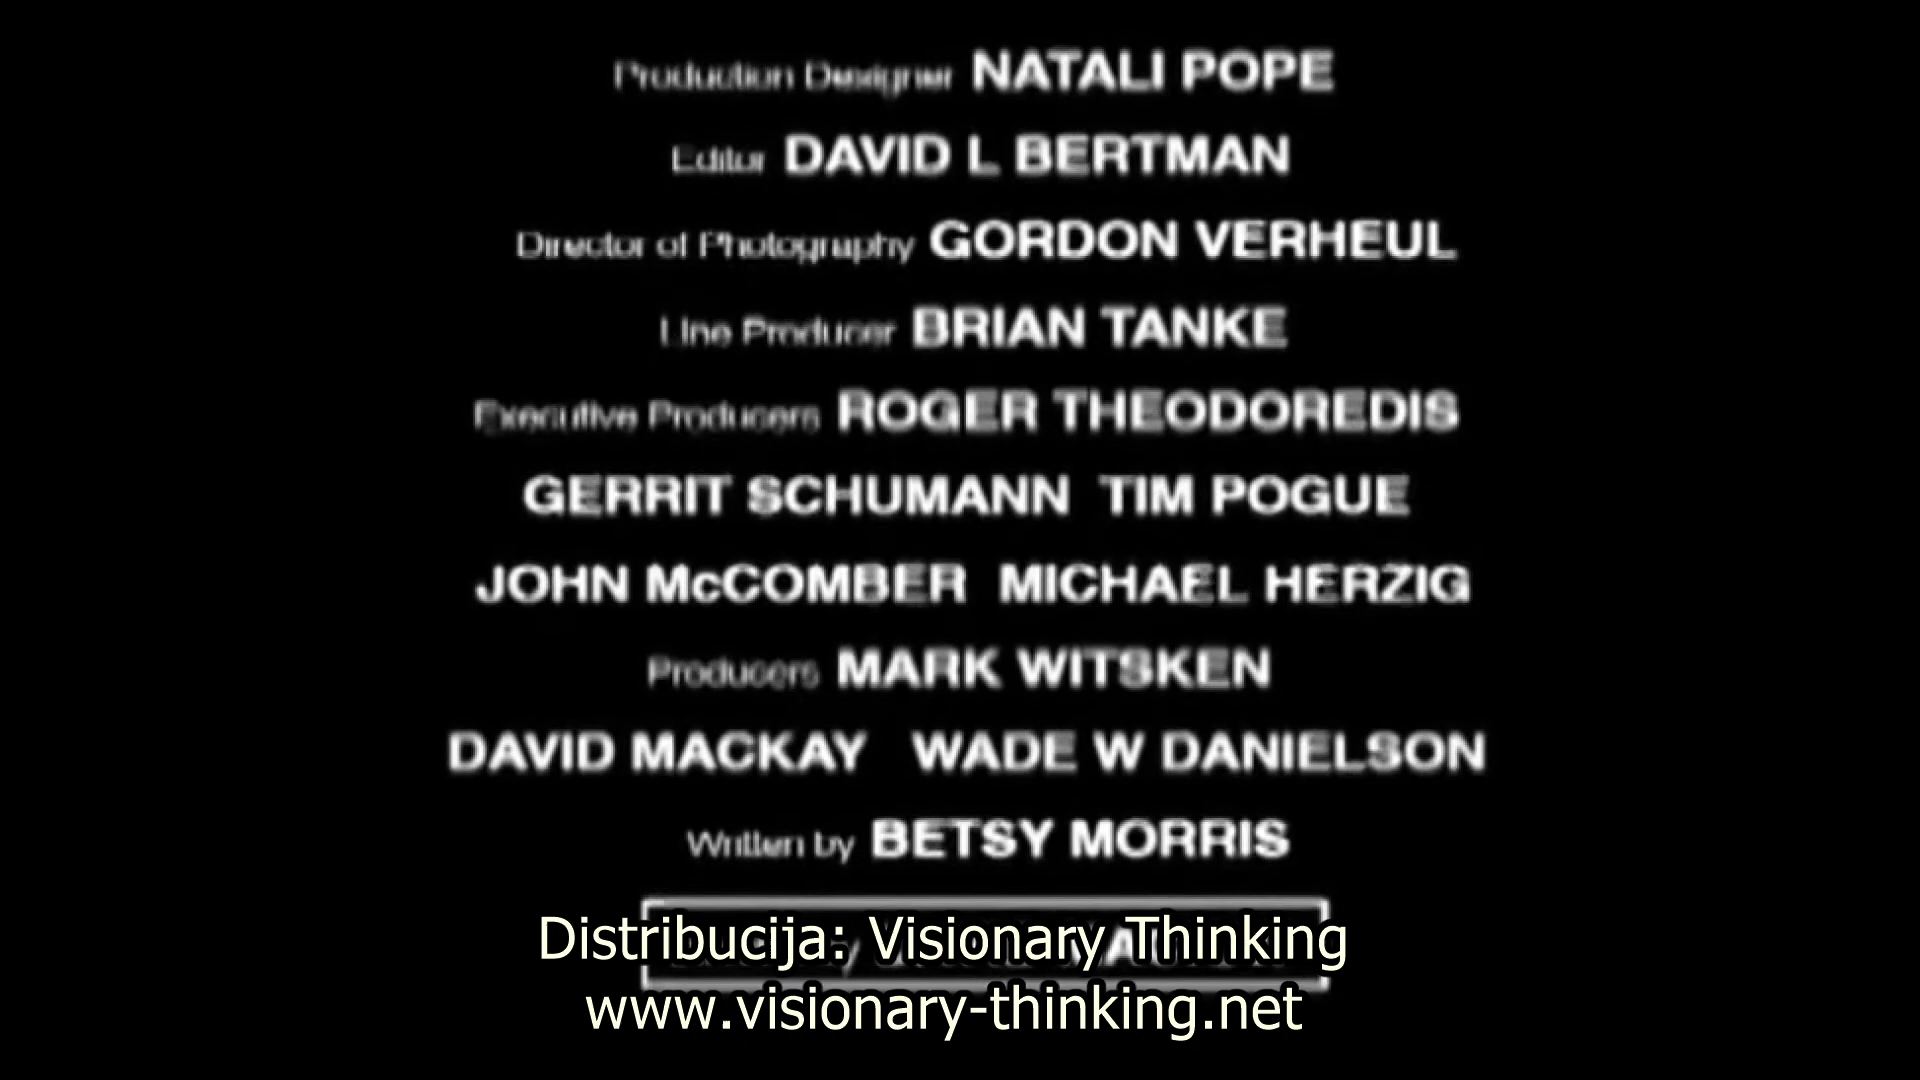 Production Designer NATALI POPE
Editor DAVID L BERTMAN
Director of Photography GORDON VERHEUL
Line Producer BRIAN TANKE
Executive Producers ROGER THEODOREDIS
GERRIT SCHUMANN TIM POGUE
JOHN McCOMBER MICHAEL HERZIG
Producers MARK WITSKEN
DAVID MACKAY WADE W DANIELSON
Written by BETSY MORRIS
Distribucija: Visionary Thinking
www.visionary-thinking.net